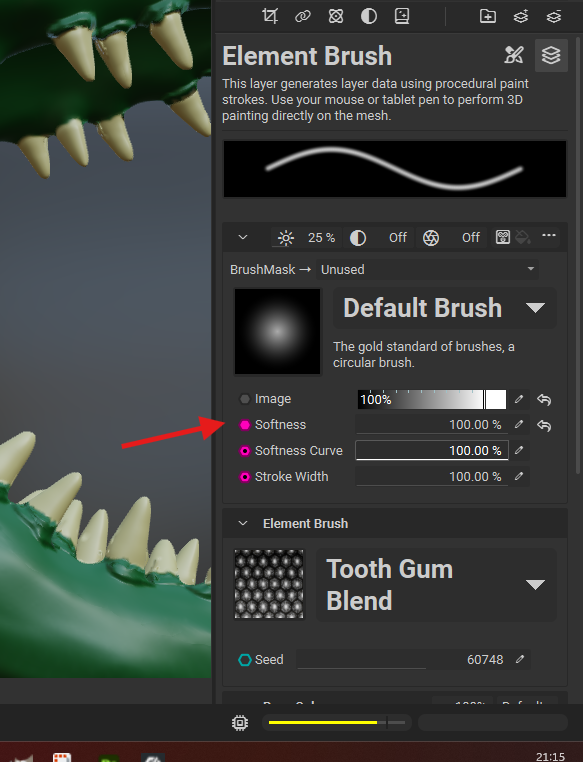 Element Brush
This layer generates layer data using procedural paint
strokes. Use your mouse or tablet pen to perform 3D
painting directly on the mesh.
25 % Off Off
BrushMask → Unused
Default Brush
The gold standard of brushes, a
circular brush.
Image 100%
Softness 100.00 %
Softness Curve 100.00 %
Stroke Width 100.00 %
Element Brush
Tooth Gum
Blend
Seed 60748
21:15